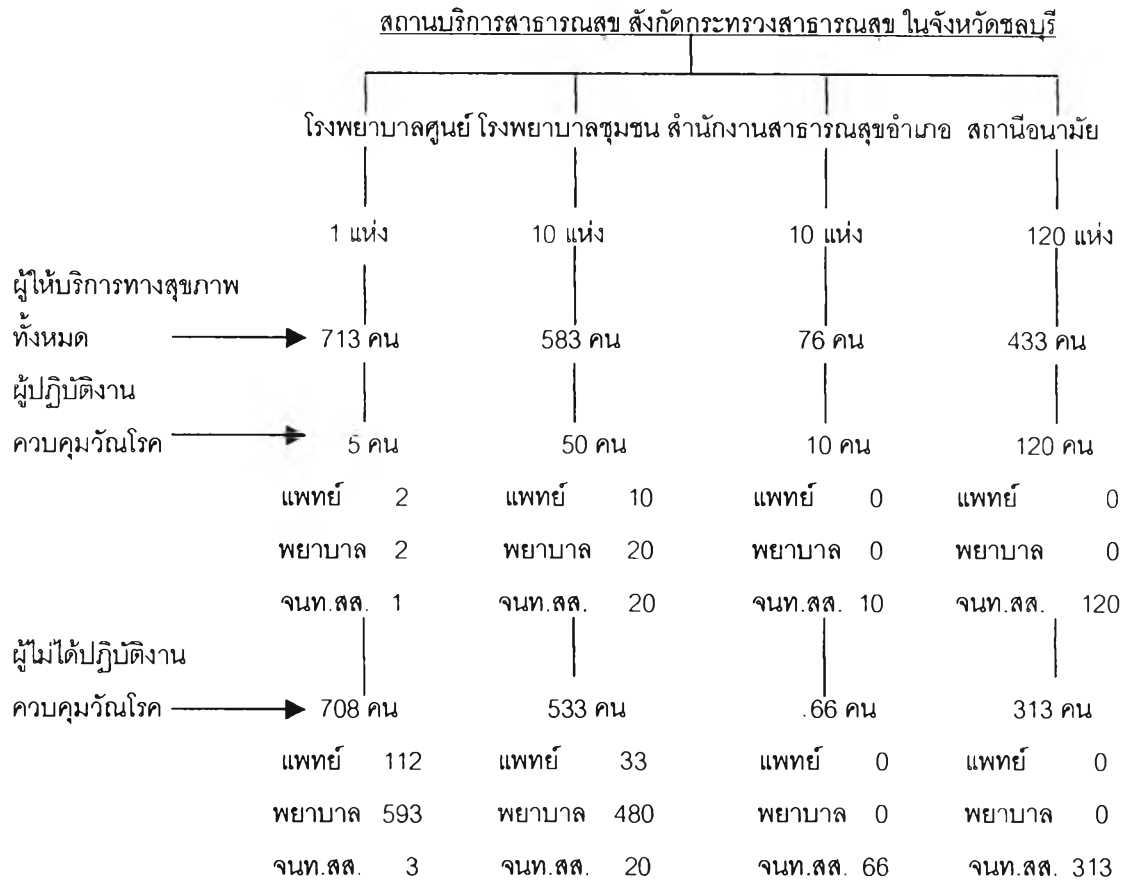 สถานบริการสาธารณสุข สังกัดกระทรวงสาธารณสุข ในจังหวัดชลบุรี
โรงพยาบาลศูนย์ โรงพยาบาลชุมชน สำนักงานสาธารณสุขอำเภอ สถานีอนามัย
1 แห่ง 10 แห่ง 10 แห่ง 120 แห่ง
ผู้ให้บริการทางสุขภาพ
ทั้งหมด 713 คน 583 คน 76 คน 433 คน
ผู้ปฏิบัติงาน
ควบคุมวัณโรค 5 คน 50 คน 10 คน 120 คน
แพทย์ 2 แพทย์ 10 แพทย์ 0 แพทย์ 0
พยาบาล 2 พยาบาล 20 พยาบาล 0 พยาบาล 0
จนท.สส. 1 จนท.สส. 20 จนท.สส. 10 จนท.สส. 120
ผู้ไม่ได้ปฏิบัติงาน
ควบคุมวัณโรค 708 คน 533 คน .66 คน 313 คน
แพทย์ 112 แพทย์ 33 แพทย์ 0 แพทย์ 0
พยาบาล 593 พยาบาล 480 พยาบาล 0 พยาบาล 0
จนท.สส. 3 จนท.สส. 20 จนท.สส. 66 จนท.สส. 313